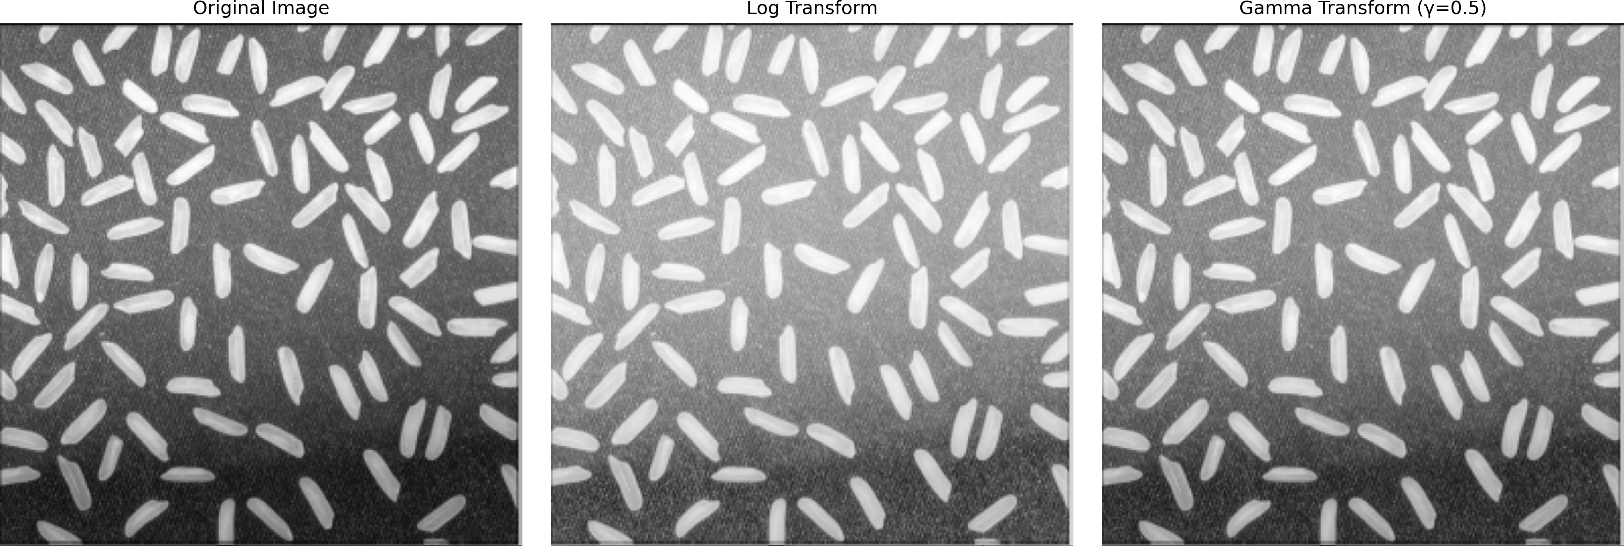 Original Image
Log Transform
Gamma Transform (γ=0.5)